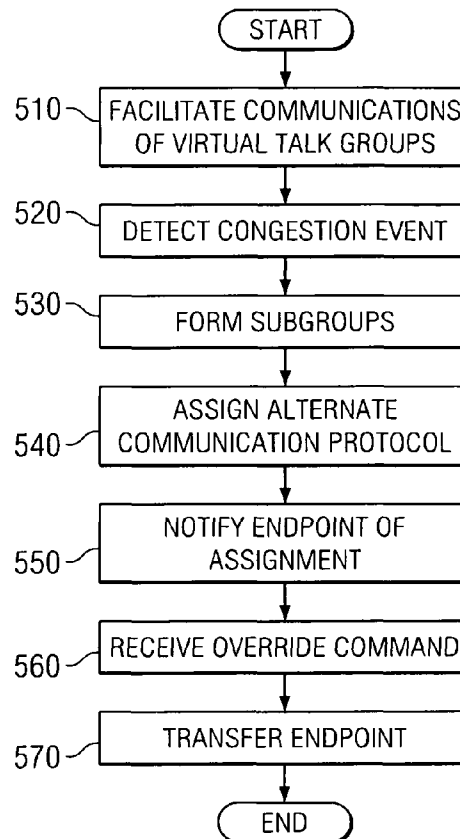 START
510
FACILITATE COMMUNICATIONS
OF VIRTUAL TALK GROUPS
520
DETECT CONGESTION EVENT
530
FORM SUBGROUPS
540
ASSIGN ALTERNATE
COMMUNICATION PROTOCOL
550
NOTIFY ENDPOINT OF
ASSIGNMENT
560
RECEIVE OVERRIDE COMMAND
570
TRANSFER ENDPOINT
END